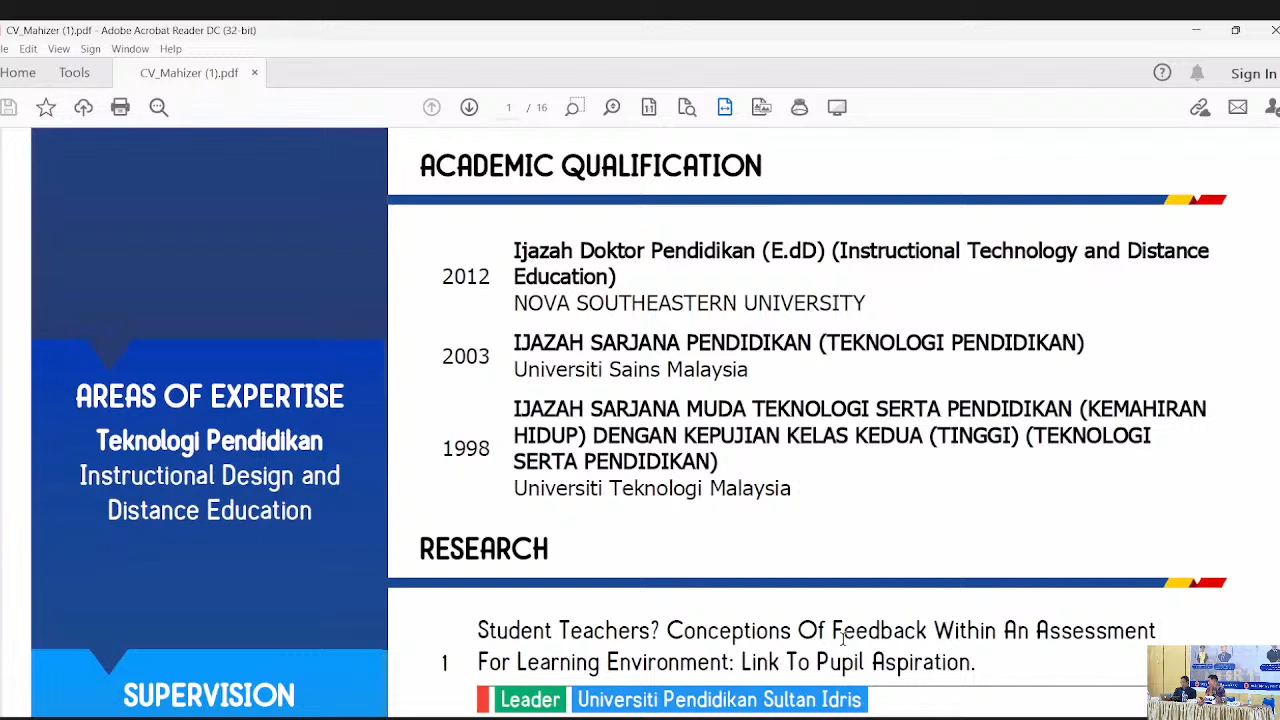 CV_Mahizer (1).pdf - Adobe Acrobat Reader DC (32-bit)
Edit View Sign Window Help
Home Tools CV_Mahizer (1).pdf × Sign In
1 / 16
ACADEMIC QUALIFICATION
Ijazah Doktor Pendidikan (E.dD) (Instructional Technology and Distance
2012 Education)
NOVA SOUTHEASTERN UNIVERSITY
2003 IJAZAH SARJANA PENDIDIKAN (TEKNOLOGI PENDIDIKAN)
Universiti Sains Malaysia
IJAZAH SARJANA MUDA TEKNOLOGI SERTA PENDIDIKAN (KEMAHIRAN
1998 HIDUP) DENGAN KEPUJIAN KELAS KEDUA (TINGGI) (TEKNOLOGI
SERTA PENDIDIKAN)
Universiti Teknologi Malaysia
AREAS OF EXPERTISE
Teknologi Pendidikan
Instructional Design and
Distance Education
SUPERVISION
RESEARCH
Student Teachers? Conceptions Of Feedback Within An Assessment
1 For Learning Environment: Link To Pupil Aspiration.
Leader Universiti Pendidikan Sultan Idris